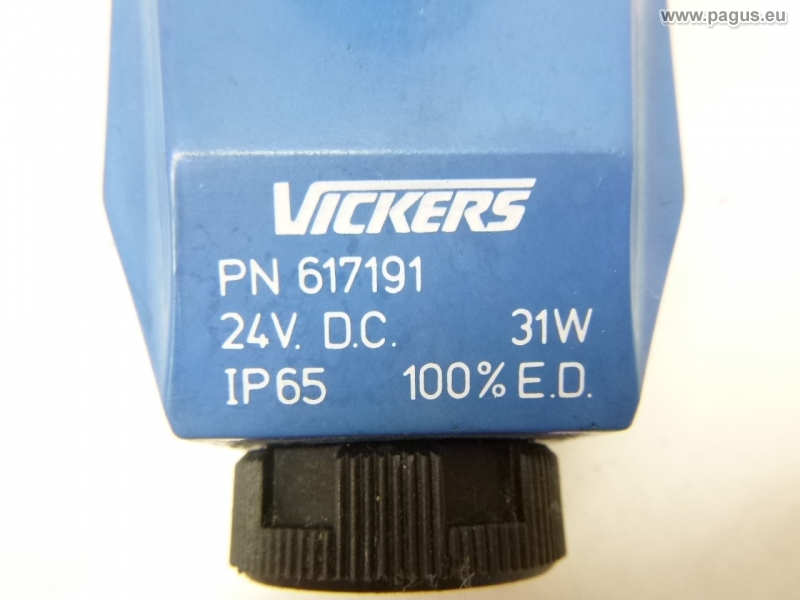 www.pagus.eu
VICKERS
PN 617191
24V. D.C. 31W
IP65 100% E.D.